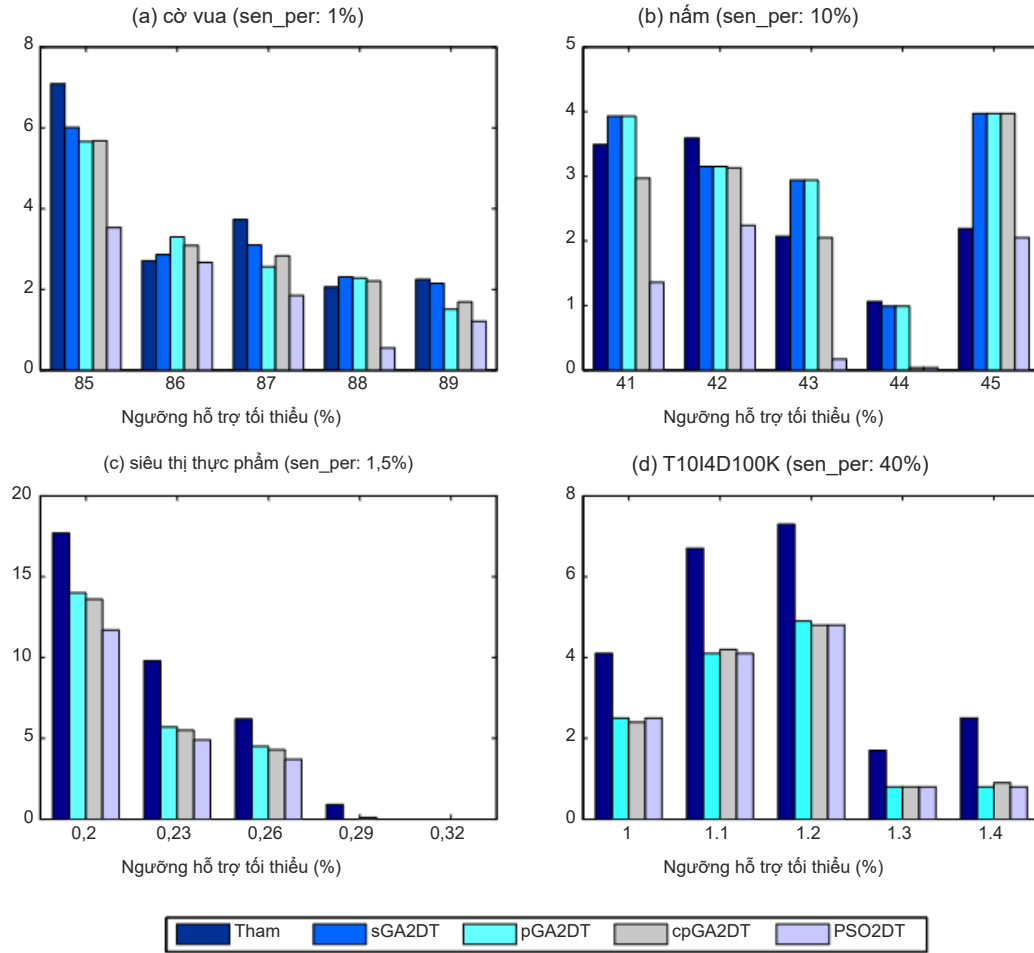 (a) cờ vua (sen_per: 1%)
8
6
4
2
0
85 86 87 88 89
Ngưỡng hỗ trợ tối thiểu (%)
(b) nấm (sen_per: 10%)
5
4
3
2
1
0
41 42 43 44 45
Ngưỡng hỗ trợ tối thiểu (%)
(c) siêu thị thực phẩm (sen_per: 1,5%)
20
15
10
5
0
0,2 0,23 0,26 0,29 0,32
Ngưỡng hỗ trợ tối thiểu (%)
(d) T10I4D100K (sen_per: 40%)
8
6
4
2
0
1 1.1 1.2 1.3 1.4
Ngưỡng hỗ trợ tối thiểu (%)
Tham sGA2DT pGA2DT cpGA2DT PSO2DT